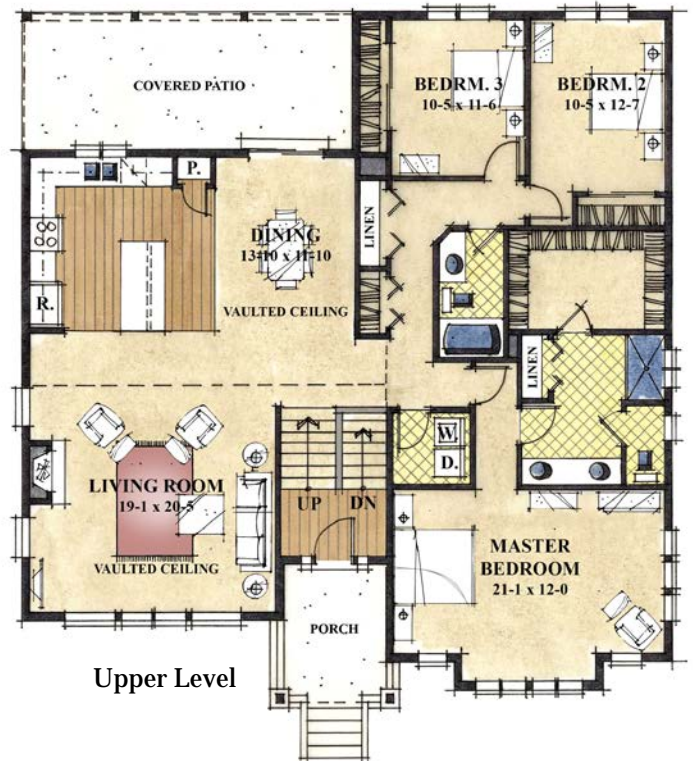 COVERED PATIO
BEDRM. 3
10-5 x 11-6
BEDRM. 2
10-5 x 12-7
P.
LINEN
DINING
13-10 x 11-10
VAULTED CEILING
R.
LINEN
W.
D.
LIVING ROOM
19-1 x 20-5
VAULTED CEILING
UP
DN
MASTER
BEDROOM
21-1 x 12-0
PORCH
Upper Level